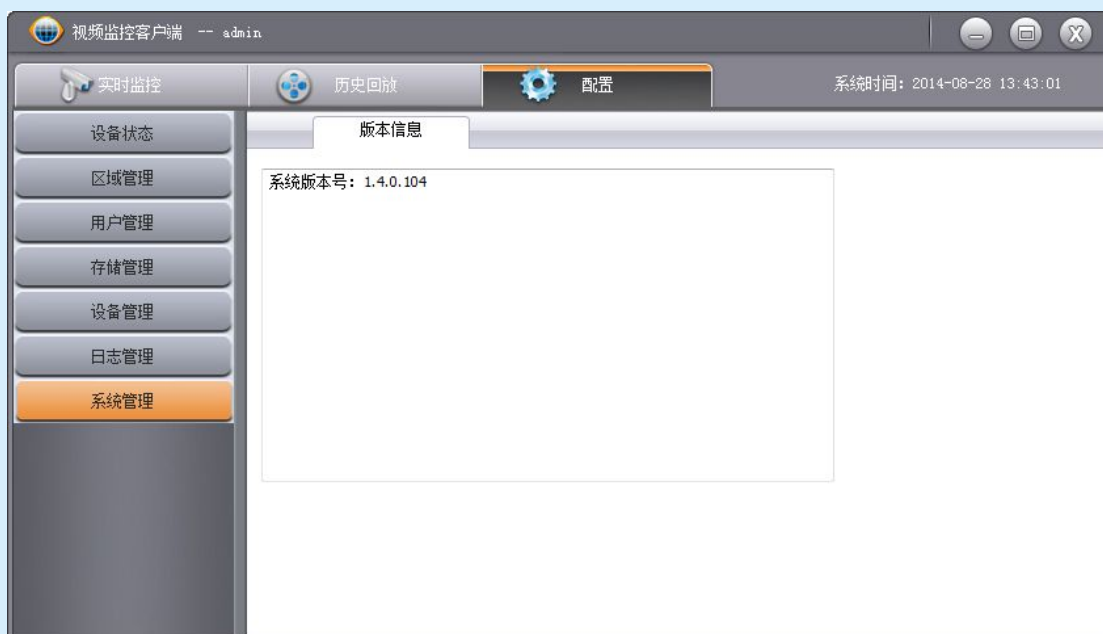 视频监控客户端 -- admin
实时监控
历史回放
配置
系统时间：2014-08-28 13:43:01
设备状态
区域管理
用户管理
存储管理
设备管理
日志管理
系统管理
版本信息
系统版本号：1.4.0.104